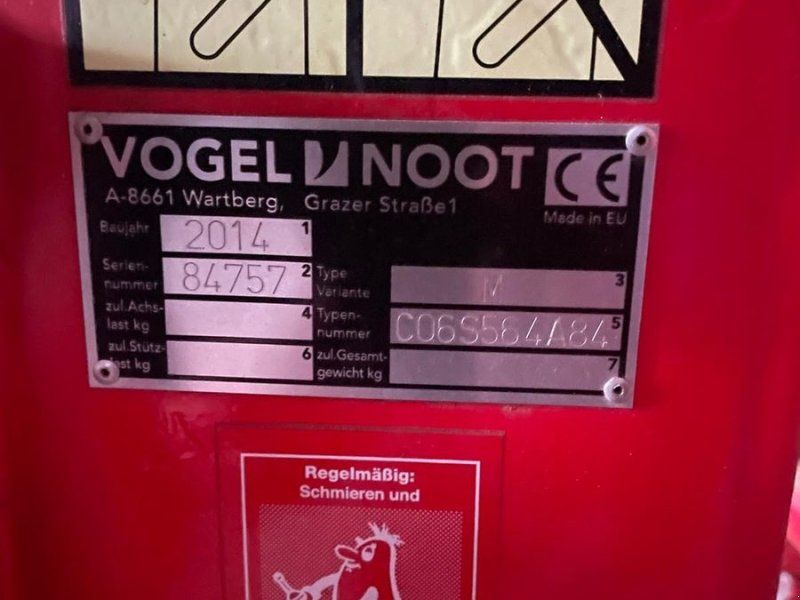 VOGEL NOOT CE
A-8661 Wartberg, Grazer Straße1
Made in EU
Baujahr 2014 1
Serien-
nummer 84757 2
Type
Variante M 3
zul.Achs-
last kg 4
Typen-
nummer C06S564A84 5
zul.Stütz-
last kg 6
zul.Gesamt-
gewicht kg 7
Regelmäßig:
Schmieren und